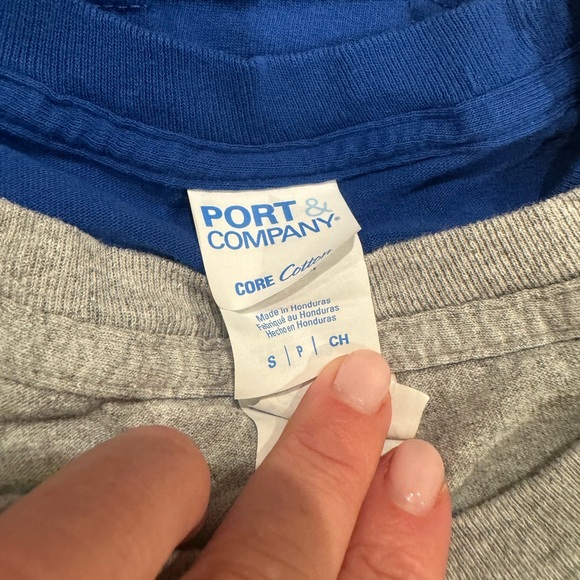 PORT &
COMPANY®
CORE Cotton
Made in Honduras
Fabriqué au Honduras
Hecho en Honduras
S | P | CH